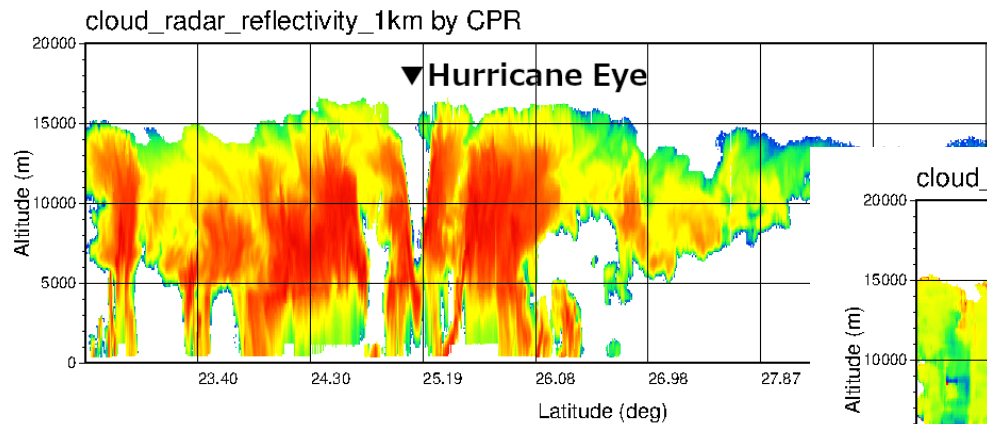 cloud_radar_reflectivity_1km by CPR
▼Hurricane Eye
20000
15000
10000
5000
0
Altitude (m)
23.40 24.30 25.19 26.08 26.98 27.87
Latitude (deg)
cloud_
20000
15000
10000
Altitude (m)